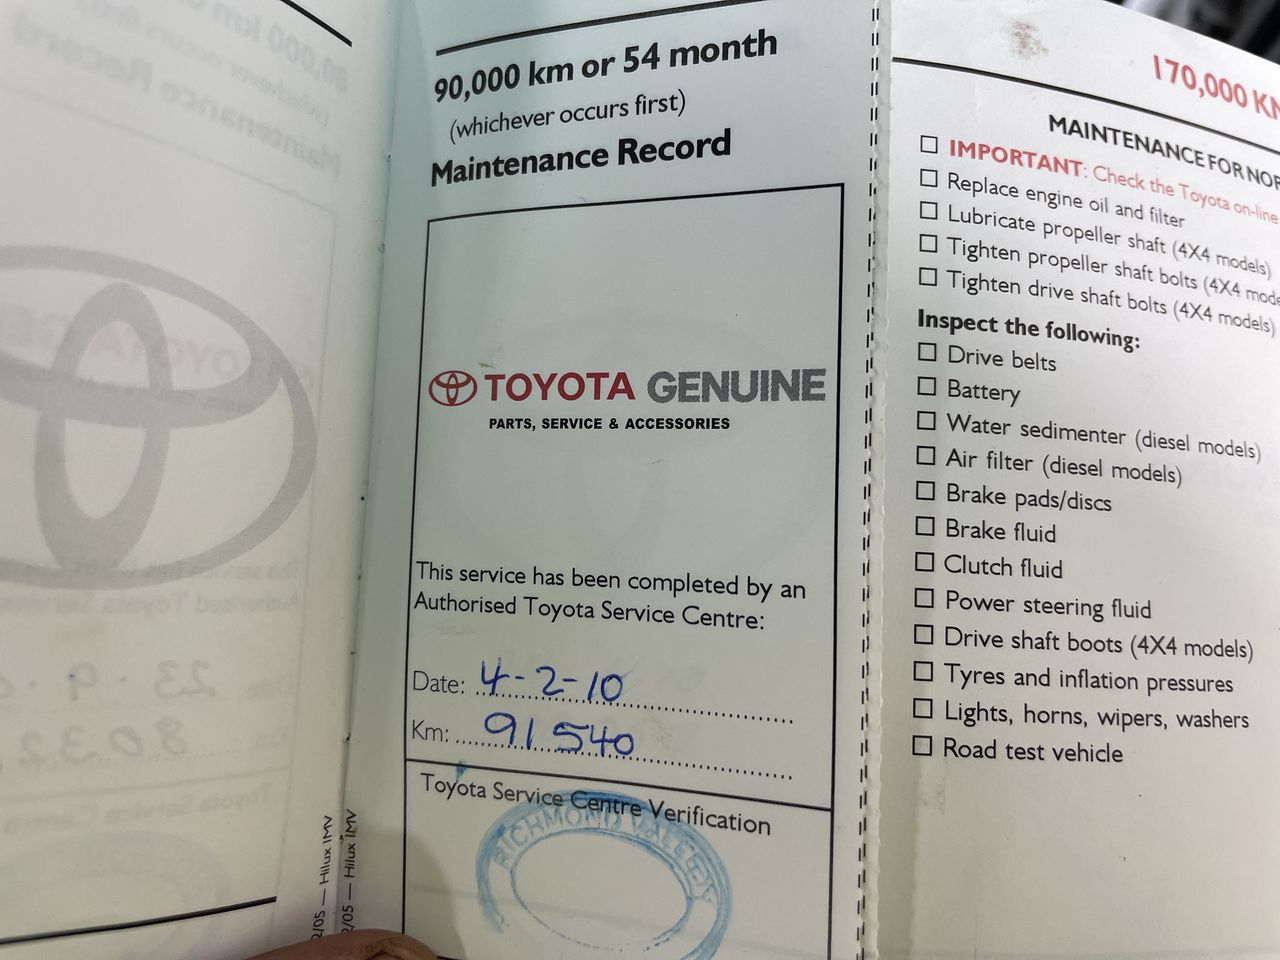 90,000 km or 54 month
(whichever occurs first)
Maintenance Record
TOYOTA GENUINE
PARTS, SERVICE & ACCESSORIES
This service has been completed by an
Authorised Toyota Service Centre:
Date: 4-2-10
Km: 91540
Toyota Service Centre Verification
RICHMOND VALLEY
2/05 — Hilux IMV
2/05 — Hilux IMV
170,000 KM
MAINTENANCE FOR NOR
IMPORTANT: Check the Toyota on-line
Replace engine oil and filter
Lubricate propeller shaft (4X4 models)
Tighten propeller shaft bolts (4X4 mode
Tighten drive shaft bolts (4X4 models)
Inspect the following:
Drive belts
Battery
Water sedimenter (diesel models)
Air filter (diesel models)
Brake pads/discs
Brake fluid
Clutch fluid
Power steering fluid
Drive shaft boots (4X4 models)
Tyres and inflation pressures
Lights, horns, wipers, washers
Road test vehicle